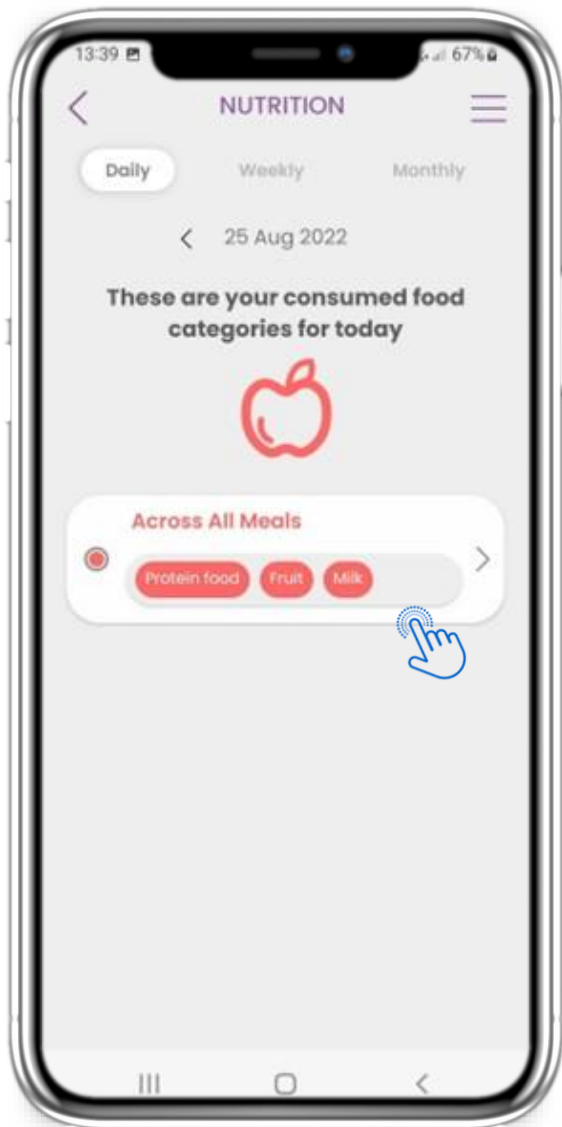 13:39 67%
NUTRITION
Daily Weekly Monthly
25 Aug 2022
These are your consumed food
categories for today
Across All Meals
Protein food Fruit Milk